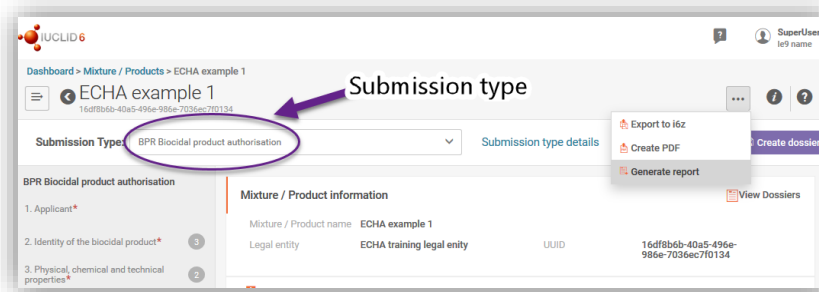 IUCLID 6
?
SuperUser
le9 name
Dashboard > Mixture / Products > ECHA example 1
ECHA example 1
16df8b6b-40a5-496e-986e-7036ec7f0134
Submission type
Submission Type:
BPR Biocidal product authorisation
Submission type details
Export to i6z
Create PDF
Generate report
Create dossier
BPR Biocidal product authorisation
1. Applicant*
2. Identity of the biocidal product* 3
3. Physical, chemical and technical
properties* 2
Mixture / Product information
View Dossiers
Mixture / Product name ECHA example 1
Legal entity ECHA training legal enity UUID 16df8b6b-40a5-496e-
986e-7036ec7f0134